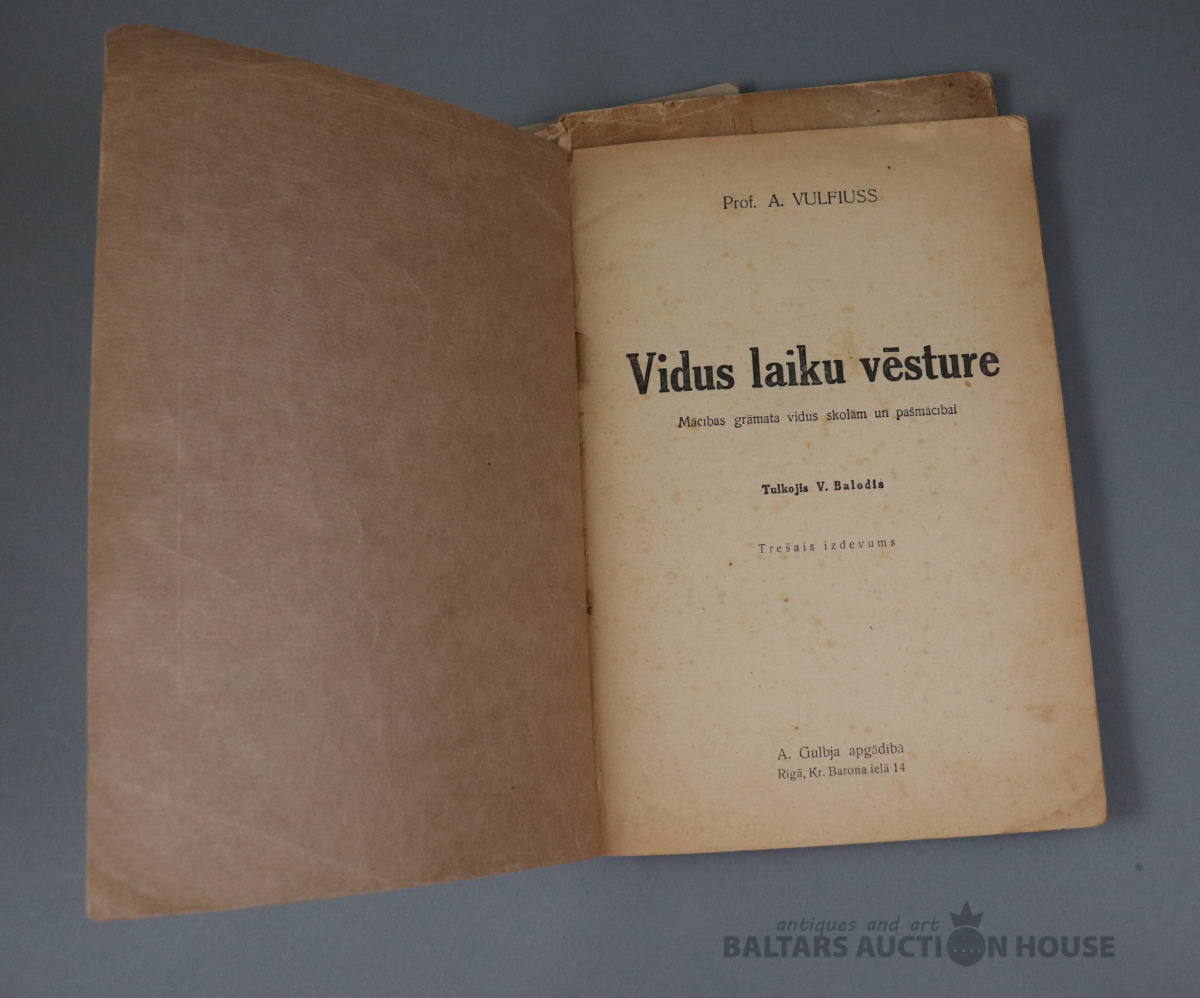 Prof. A. VULFIUSS
Vidus laiku vēsture
Mācības grāmata vidus skolām un pašmācībai
Tulkojis V. Balodis
Trešais izdevums
A. Gulbja apgādībā
Rīgā, Kr. Barona ielā 14
antiques and art
BALTARS AUCTION HOUSE